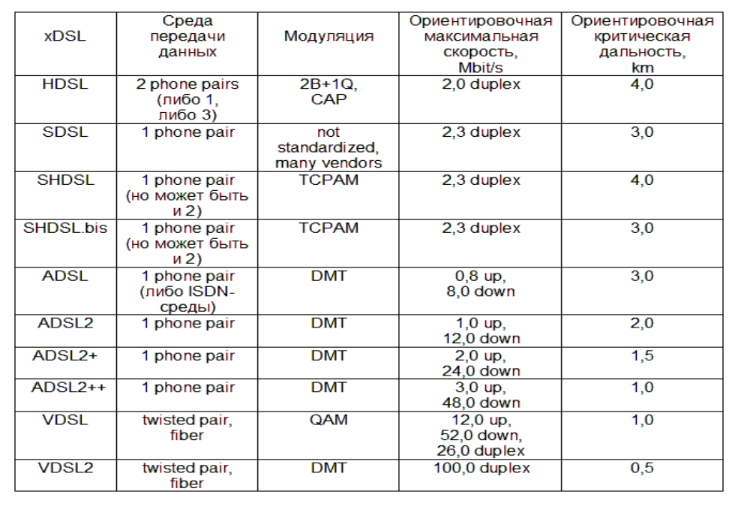 xDSL
Среда
передачи
данных
Модуляция
Ориентировочная
максимальная
скорость,
Mbit/s
Ориентировочная
критическая
дальность,
km
HDSL
2 phone pairs
(либо 1,
либо 3)
2B+1Q,
CAP
2,0 duplex
4,0
SDSL
1 phone pair
not
standardized,
many vendors
2,3 duplex
3,0
SHDSL
1 phone pair
(но может быть
и 2)
TCPAM
2,3 duplex
4,0
SHDSL.bis
1 phone pair
(но может быть
и 2)
TCPAM
2,3 duplex
3,0
ADSL
1 phone pair
(либо ISDN-
среды)
DMT
0,8 up,
8,0 down
3,0
ADSL2
1 phone pair
DMT
1,0 up,
12,0 down
2,0
ADSL2+
1 phone pair
DMT
2,0 up,
24,0 down
1,5
ADSL2++
1 phone pair
DMT
3,0 up,
48,0 down
1,0
VDSL
twisted pair,
fiber
QAM
12,0 up,
52,0 down,
26,0 duplex
1,0
VDSL2
twisted pair,
fiber
DMT
100,0 duplex
0,5